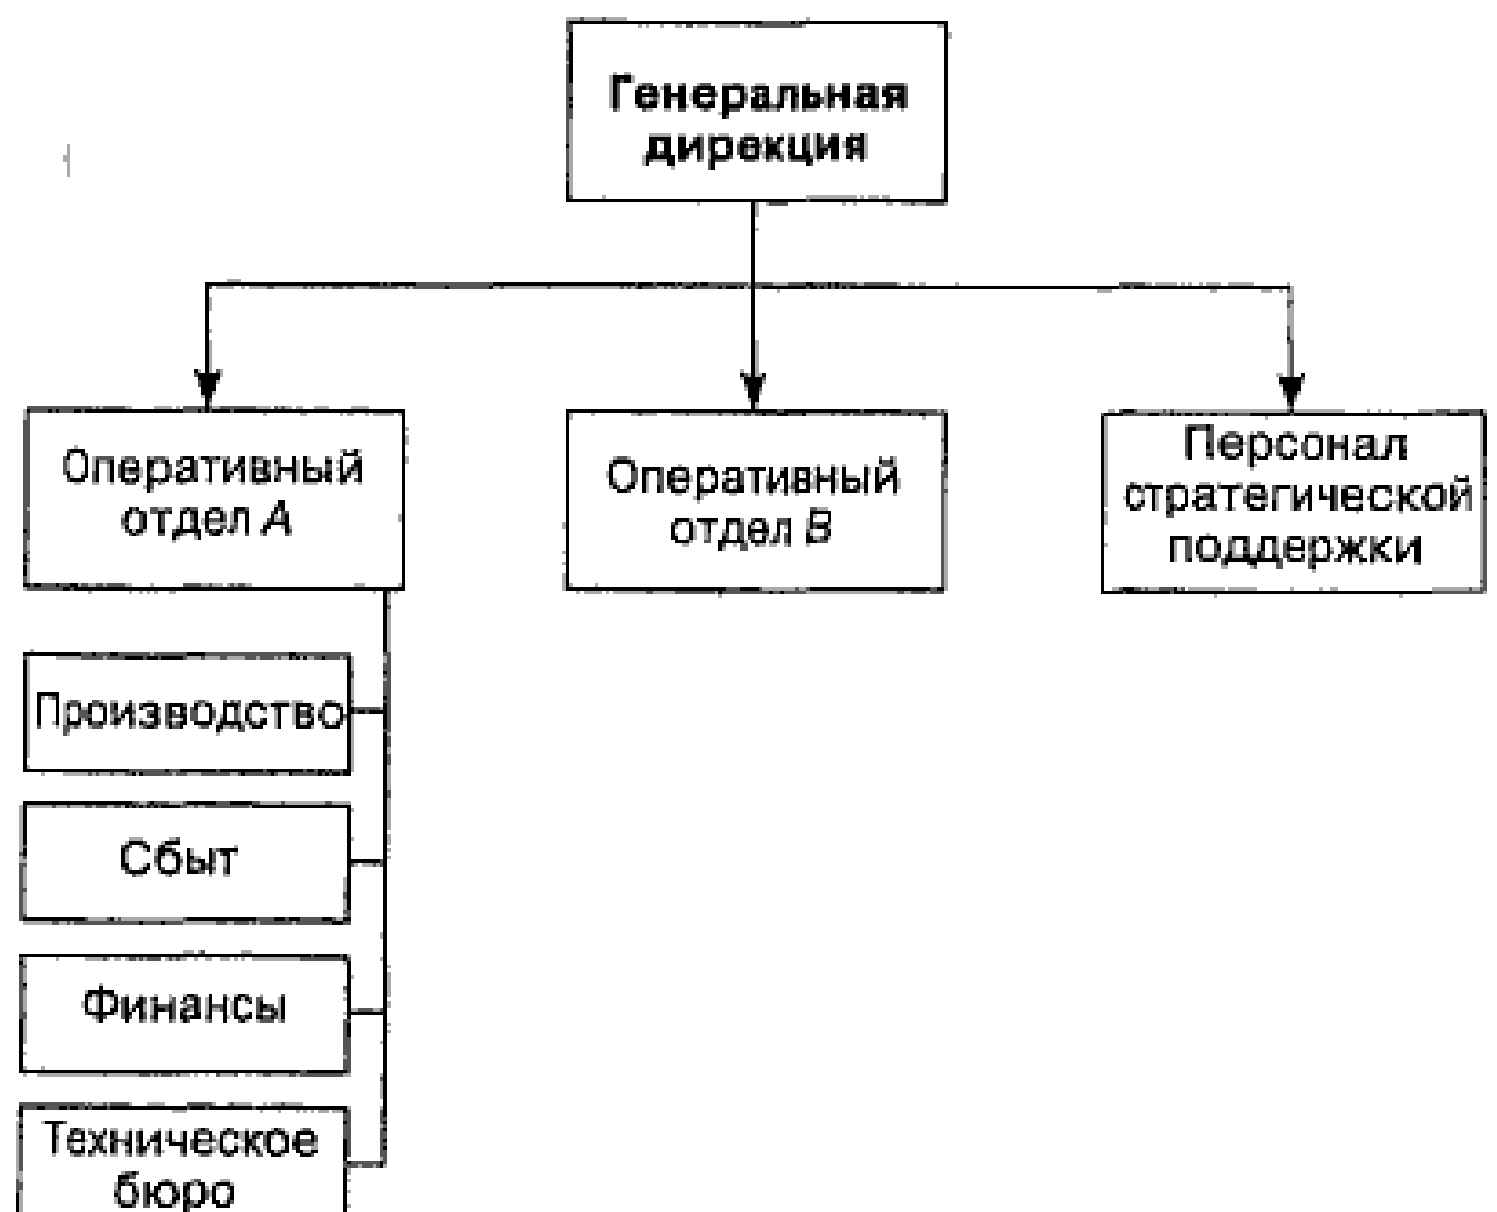 Генеральная
дирекция
Оперативный
отдел A
Оперативный
отдел B
Персонал
стратегической
поддержки
Производство
Сбыт
Финансы
Техническое
бюро